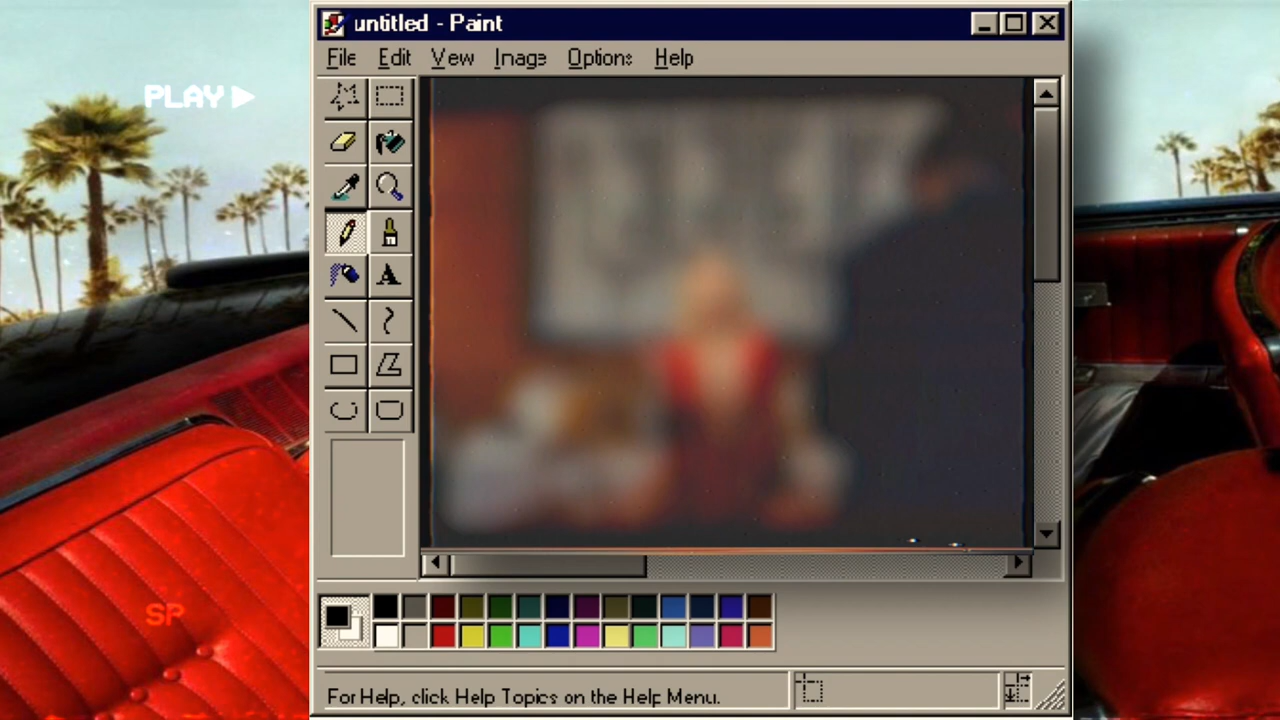 untitled - Paint
File Edit View Image Options Help
PLAY
A
SP
For Help, click Help Topics on the Help Menu.